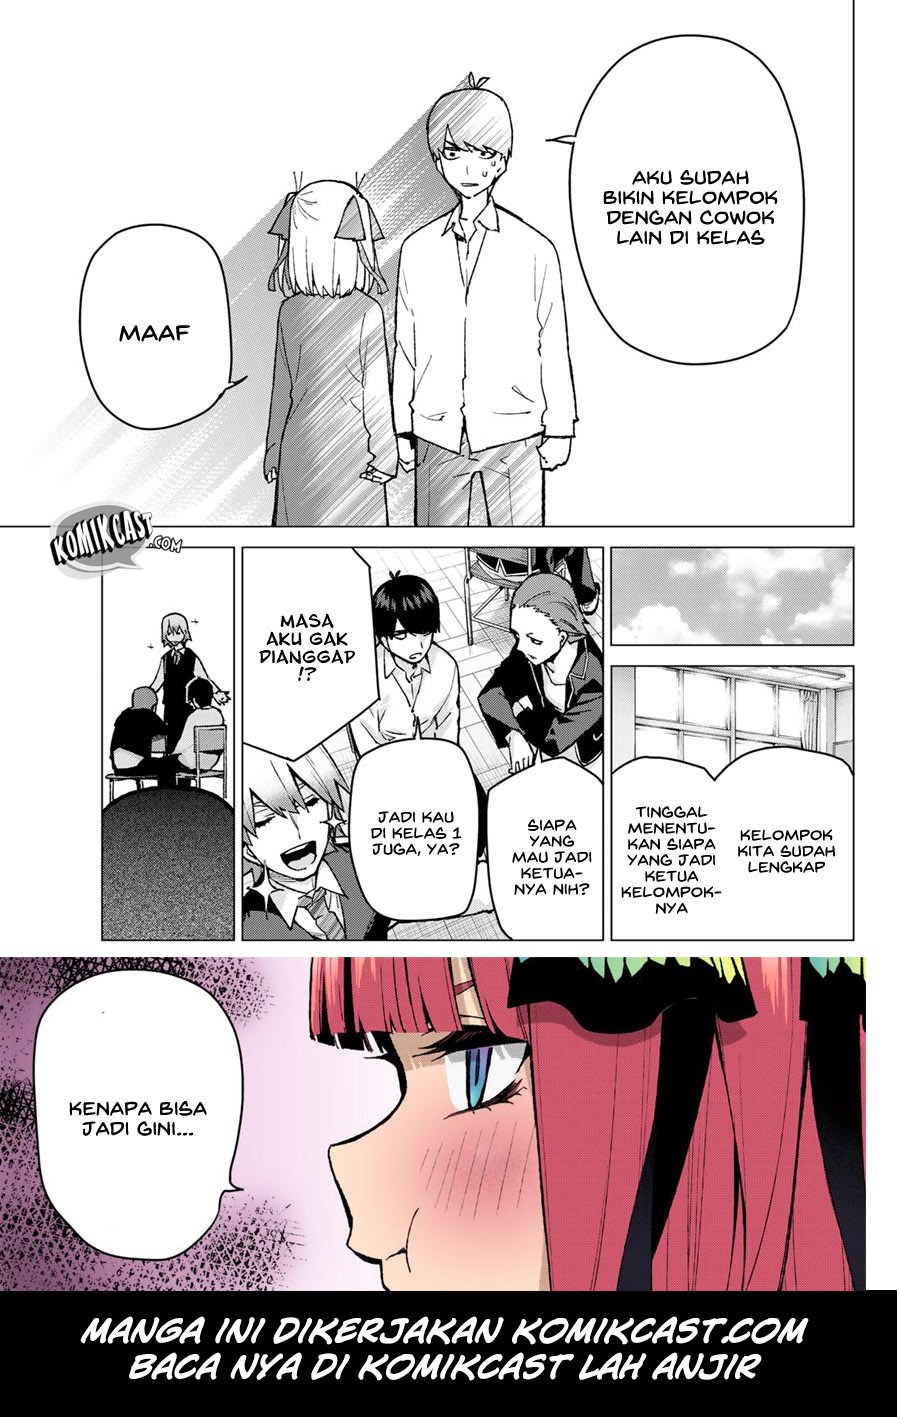 AKU SUDAH
BIKIN KELOMPOK
DENGAN COWOK
LAIN DI KELAS
MAAF
KOMIKCAST
.COM
KELOMPOK
KITA SUDAH
LENGKAP
TINGGAL
MENENTU-
KAN SIAPA
YANG JADI
KETUA
KELOMPOK-
NYA
SIAPA
YANG
MAU JADI
KETUA-
NYA NIH?
JADI KAU
DI KELAS 1
JUGA, YA?
MASA
AKU GAK
DIANGGAP
!?
KENAPA BISA
JADI GINI...
MANGA INI DIKERJAKAN KOMIKCAST.COM
BACA NYA DI KOMIKCAST LAH ANJIR